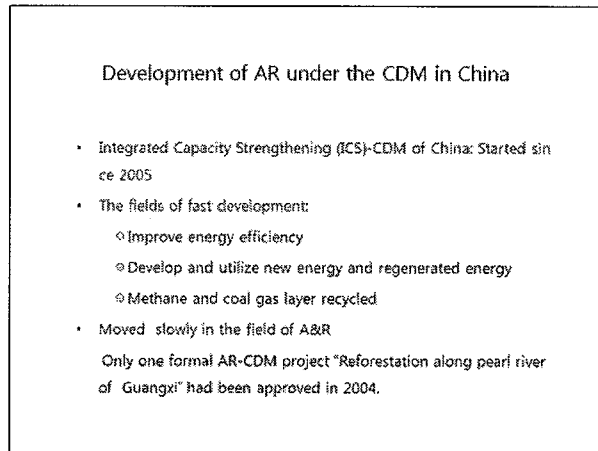 Development of AR under the CDM in China
• Integrated Capacity Strengthening (ICS)-CDM of China: Started sin
ce 2005
• The fields of fast development:
Improve energy efficiency
Develop and utilize new energy and regenerated energy
Methane and coal gas layer recycled
• Moved slowly in the field of A&R
Only one formal AR-CDM project "Reforestation along pearl river
of Guangxi" had been approved in 2004.